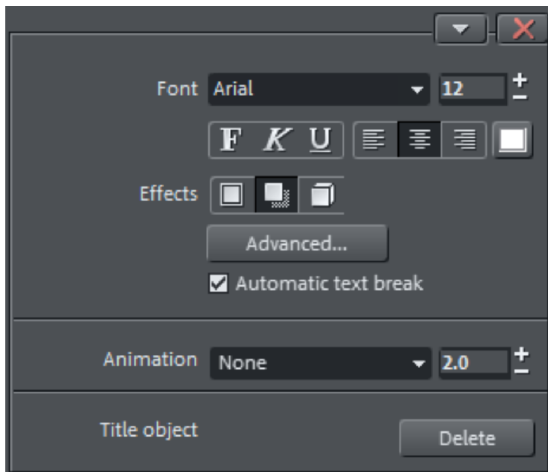 Font Arial 12
F K U
Effects
Advanced...
Automatic text break
Animation None 2.0
Title object Delete